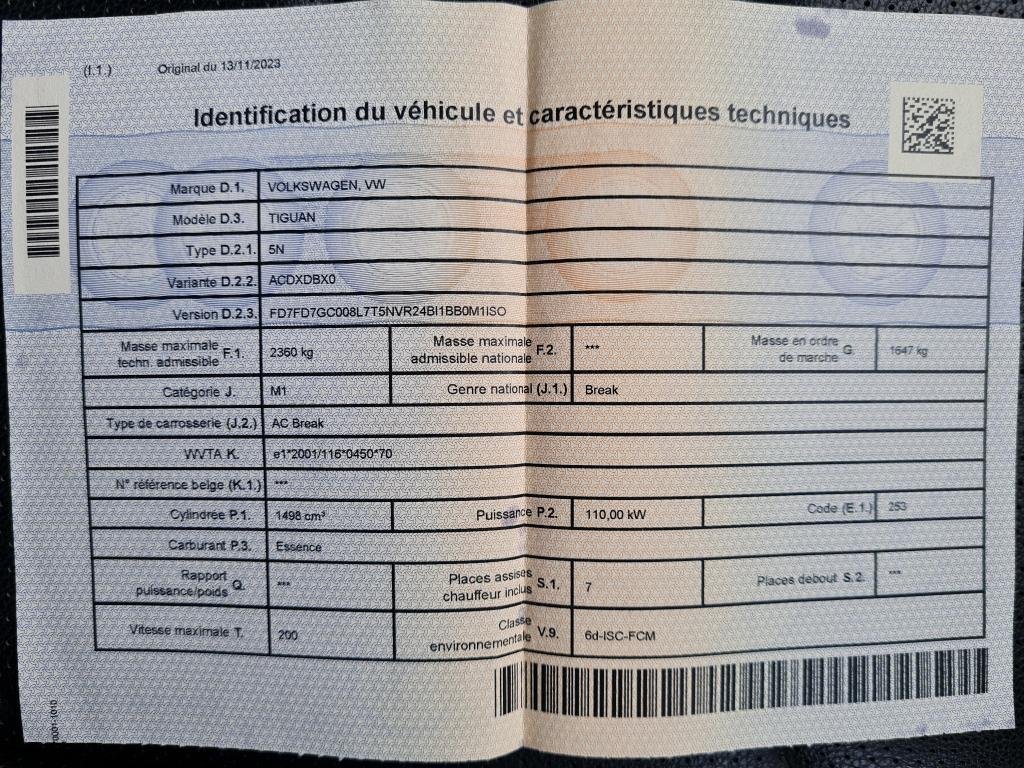 (I.1.) Original du 13/11/2023
Identification du véhicule et caractéristiques techniques
Marque D.1. VOLKSWAGEN, VW
Modèle D.3. TIGUAN
Type D.2.1. 5N
Variante D.2.2. ACDXDBX0
Version D.2.3. FD7FD7GC008L7T5NVR24BI1BB0M1ISO
Masse maximale techn. admissible F.1. 2360 kg Masse maximale admissible nationale F.2. *** Masse en ordre de marche G. 1647 kg
Catégorie J. M1 Genre national (J.1.) Break
Type de carrosserie (J.2.) AC Break
WVTA K. e1*2001/116*0450*70
N° référence belge (K.1.) ***
Cylindrée P.1. 1498 cm³ Puissance P.2. 110,00 kW Code (E.1.) 253
Carburant P.3. Essence
Rapport puissance/poids Q. *** Places assises chauffeur inclus S.1. 7 Places debout S.2. ***
Vitesse maximale T. 200 Classe environnementale V.9. 6d-ISC-FCM